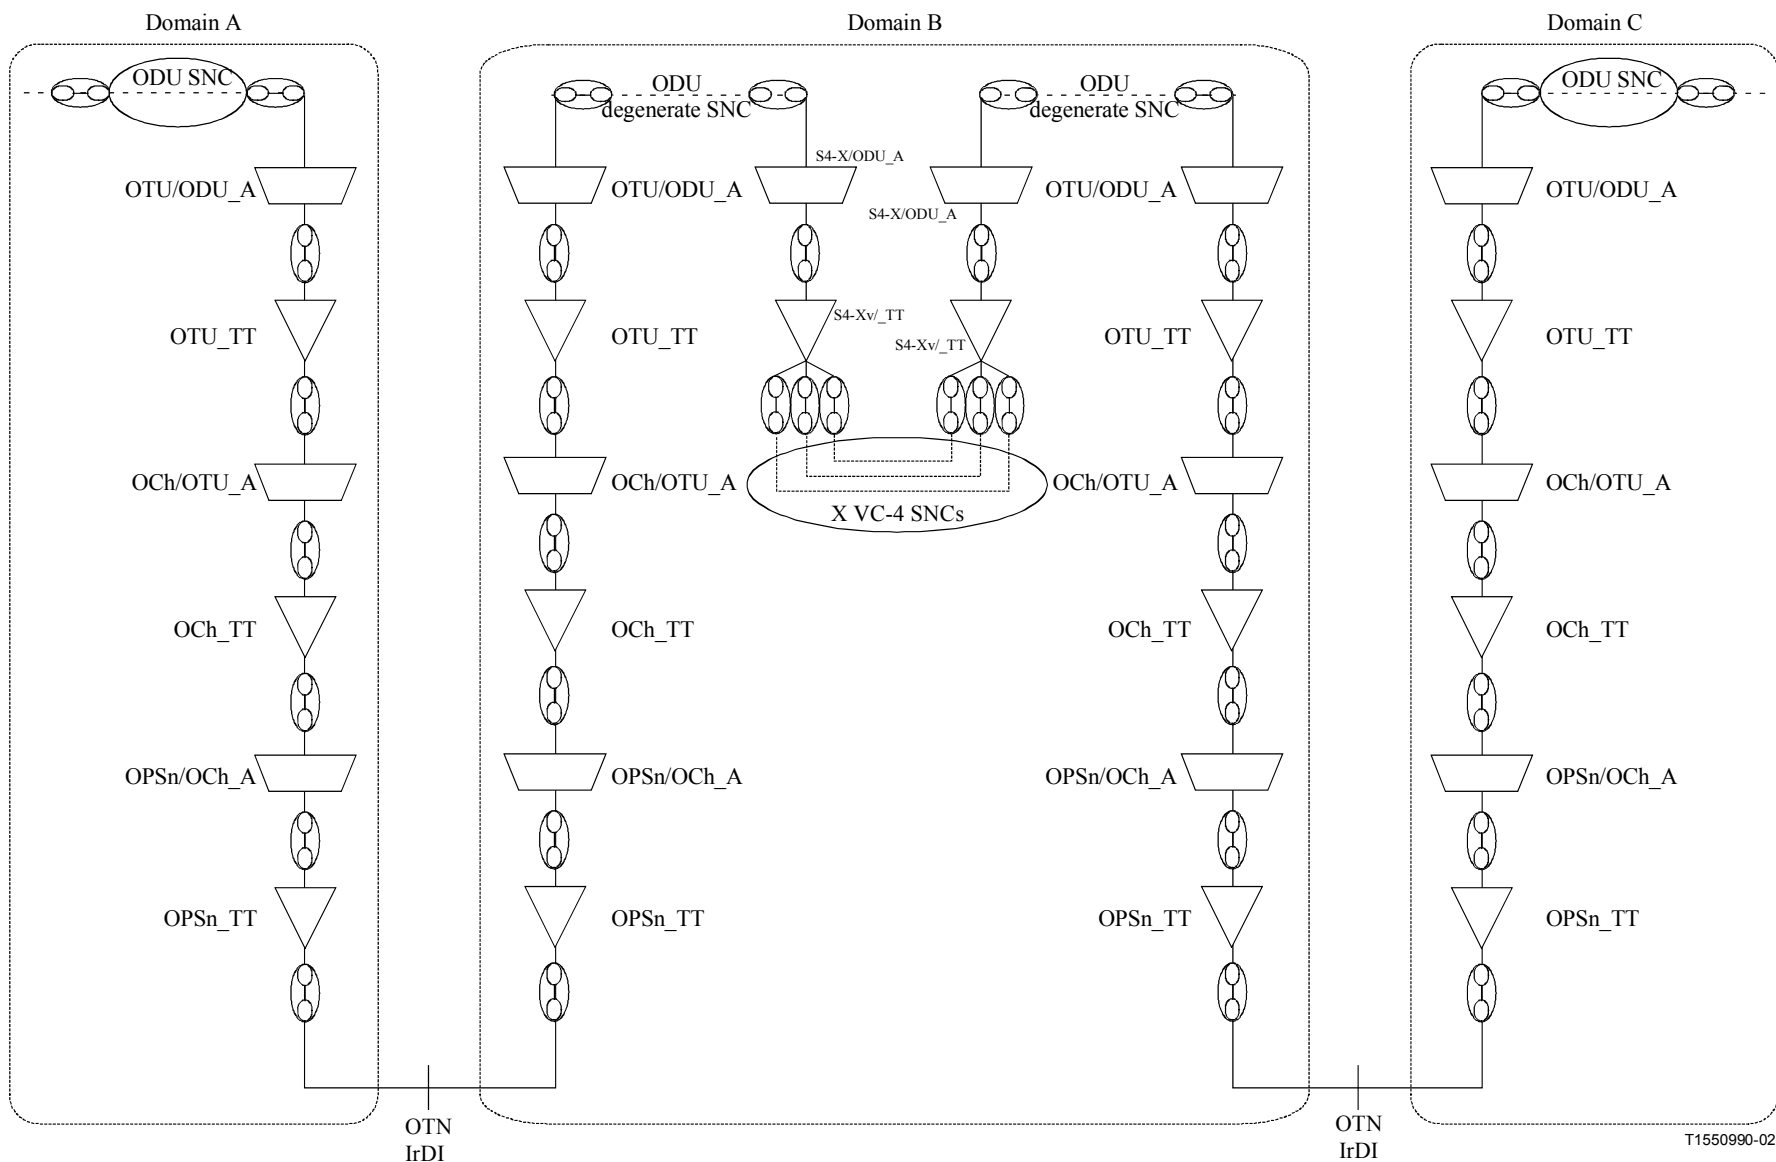 Domain A
Domain B
Domain C
ODU SNC
ODU
degenerate SNC
ODU
degenerate SNC
ODU SNC
S4-X/ODU_A
OTU/ODU_A
OTU/ODU_A
OTU/ODU_A
OTU/ODU_A
S4-X/ODU_A
S4-Xv/_TT
OTU_TT
OTU_TT
S4-Xv/_TT
OTU_TT
OTU_TT
OCh/OTU_A
OCh/OTU_A
OCh/OTU_A
OCh/OTU_A
X VC-4 SNCs
OCh_TT
OCh_TT
OCh_TT
OCh_TT
OPSn/OCh_A
OPSn/OCh_A
OPSn/OCh_A
OPSn/OCh_A
OPSn_TT
OPSn_TT
OPSn_TT
OPSn_TT
OTN
IrDI
OTN
IrDI
T1550990-02